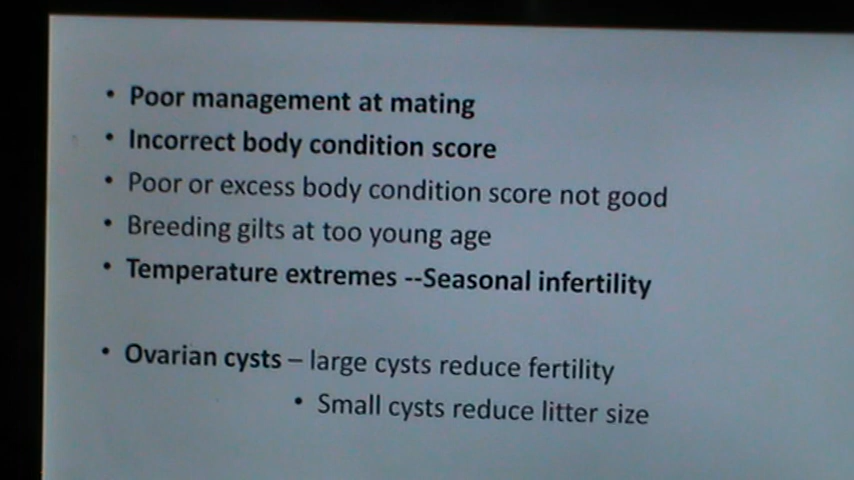 • Poor management at mating
• Incorrect body condition score
• Poor or excess body condition score not good
• Breeding gilts at too young age
• Temperature extremes --Seasonal infertility
• Ovarian cysts – large cysts reduce fertility
• Small cysts reduce litter size